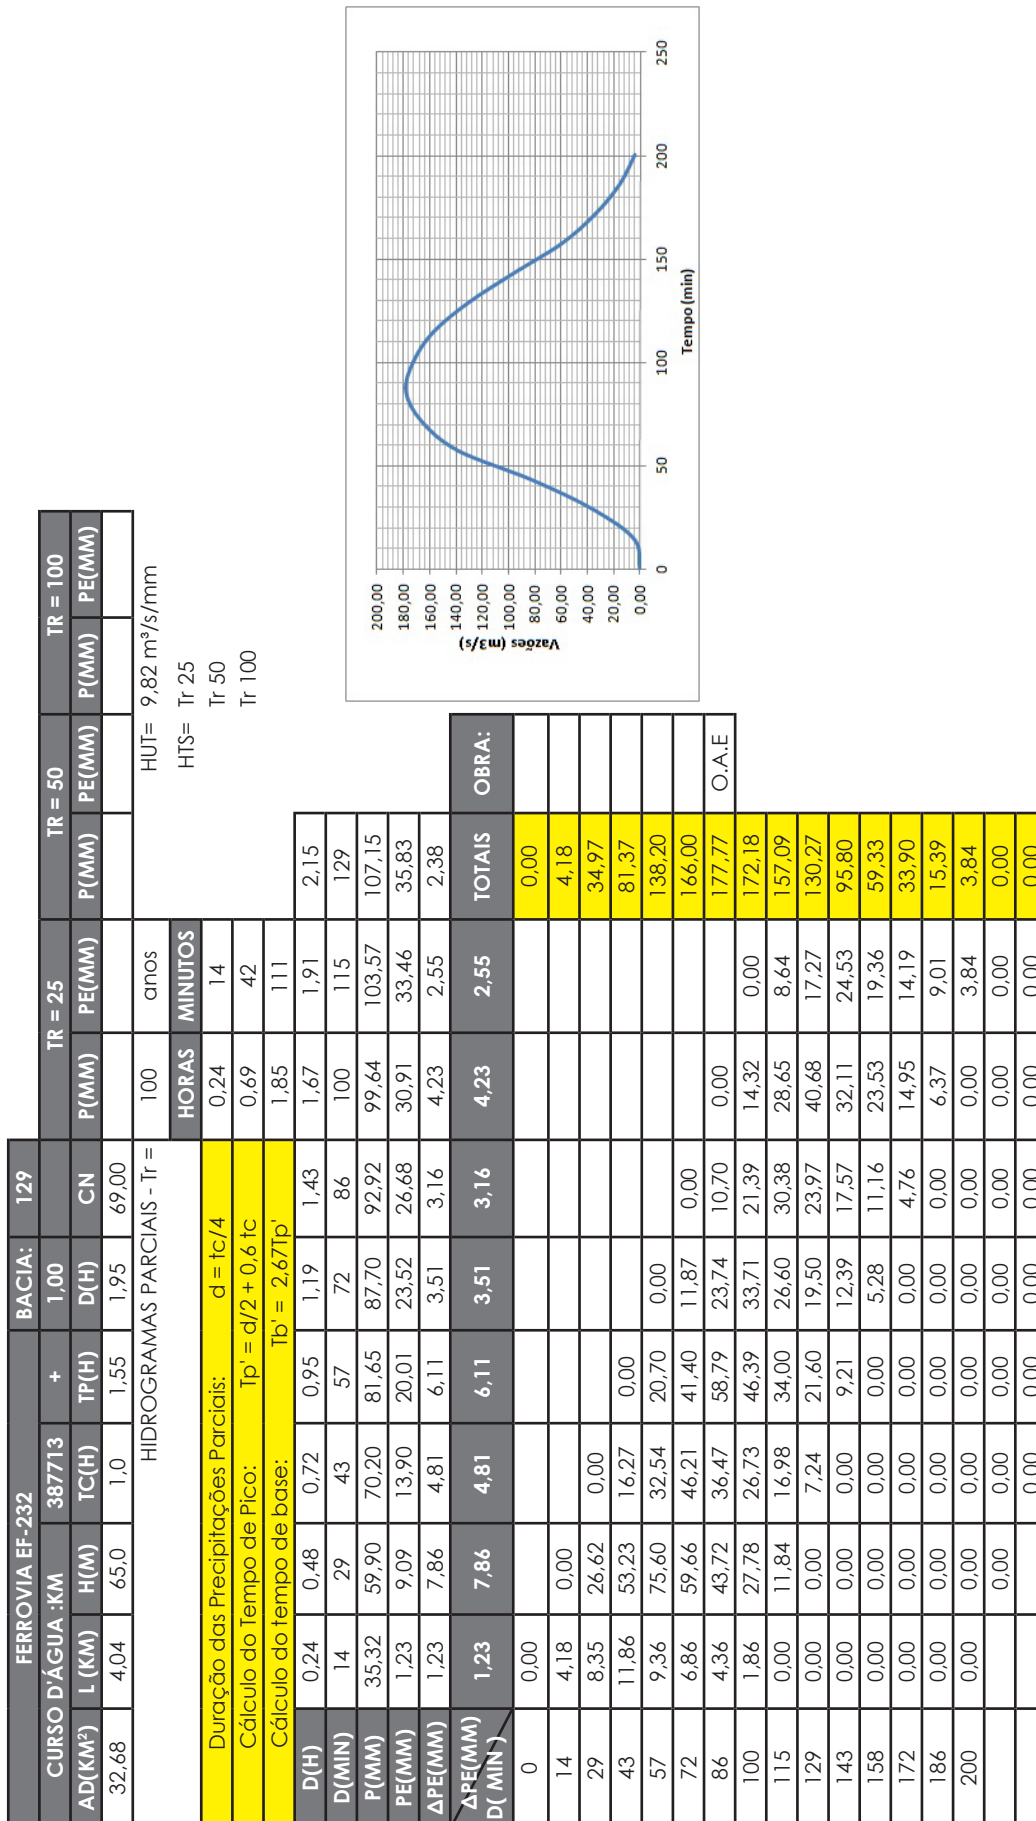 FERROVIA EF-232 BACIA: 129
CURSO D'ÁGUA :KM 387713 + 1,00 TR = 25 TR = 50 TR = 100
AD(KM²) L (KM) H(M) TC(H) TP(H) D(H) CN P(MM) PE(MM) P(MM) PE(MM) P(MM) PE(MM)
32,68 4,04 65,0 1,0 1,55 1,95 69,00
HIDROGRAMAS PARCIAIS - Tr = 100 anos HUT= 9,82 m³/s/mm
HORAS MINUTOS HTS= Tr 25
Duração das Precipitações Parciais: d = tc/4 0,24 14 Tr 50
Cálculo do Tempo de Pico: Tp' = d/2 + 0,6 tc 0,69 42 Tr 100
Cálculo do tempo de base: Tb' = 2,67Tp' 1,85 111
D(H) 0,24 0,48 0,72 0,95 1,19 1,43 1,67 1,91 2,15
D(MIN) 14 29 43 57 72 86 100 115 129
P(MM) 35,32 59,90 70,20 81,65 87,70 92,92 99,64 103,57 107,15
PE(MM) 1,23 9,09 13,90 20,01 23,52 26,68 30,91 33,46 35,83
ΔPE(MM) 1,23 7,86 4,81 6,11 3,51 3,16 4,23 2,55 2,38
ΔPE(MM) D( MIN ) 1,23 7,86 4,81 6,11 3,51 3,16 4,23 2,55 TOTAIS OBRA:
0 0,00 0,00
14 4,18 0,00 4,18
29 8,35 26,62 0,00 34,97
43 11,86 53,23 16,27 0,00 81,37
57 9,36 75,60 32,54 20,70 0,00 138,20
72 6,86 59,66 46,21 41,40 11,87 0,00 166,00
86 4,36 43,72 36,47 58,79 23,74 10,70 0,00 177,77 O.A.E
100 1,86 27,78 26,73 46,39 33,71 21,39 14,32 0,00 172,18
115 0,00 11,84 16,98 34,00 26,60 30,38 28,65 8,64 157,09
129 0,00 0,00 7,24 21,60 19,50 23,97 40,68 17,27 130,27
143 0,00 0,00 0,00 9,21 12,39 17,57 32,11 24,53 95,80
158 0,00 0,00 0,00 0,00 5,28 11,16 23,53 19,36 59,33
172 0,00 0,00 0,00 0,00 0,00 4,76 14,95 14,19 33,90
186 0,00 0,00 0,00 0,00 0,00 0,00 6,37 9,01 15,39
200 0,00 0,00 0,00 0,00 0,00 0,00 0,00 3,84 3,84
0,00 0,00 0,00 0,00 0,00 0,00 0,00 0,00
0,00 0,00 0,00 0,00 0,00 0,00 0,00
Vazões (m3/s)
200,00
180,00
160,00
140,00
120,00
100,00
80,00
60,00
40,00
20,00
0,00
0 50 100 150 200 250
Tempo (min)